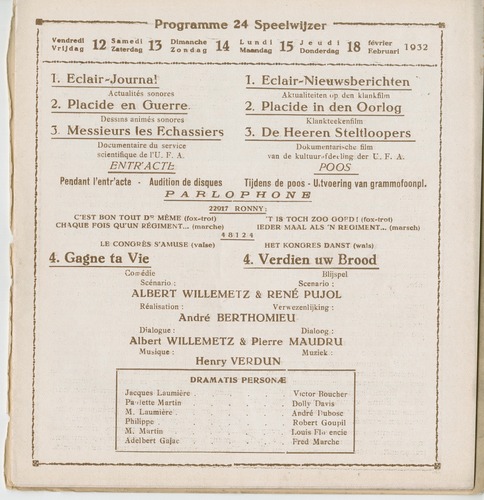 Programme 24 Speelwijzer
Vendredi Vrijdag 12 Samedi Zaterdag 13 Dimanche Zondag 14 Lundi Maandag 15 Jeudi Donderdag 18 février Februari 1932
1. Eclair-Journal
Actualités sonores
2. Placide en Guerre
Dessins animés sonores
3. Messieurs les Echassiers
Documentaire du service
scientifique de l'U. F. A.
ENTR'ACTE
Pendant l'entr'acte - Audition de disques
1. Eclair-Nieuwsberichten
Aktualiteiten op den klankfilm
2. Placide in den Oorlog
Klankteekenfilm
3. De Heeren Steltloopers
Dokumentarische film
van de kultuur-fdeeling der U. F. A.
POOS
Tijdens de poos - U.tvoering van grammofoonpl.
PARLOPHONE
22017 RONNY:
C'EST BON TOUT DE MÊME (fox-trot) 'T IS TOCH ZOO GOED! (fox-trot)
CHAQUE FOIS QU'UN RÉGIMENT... (marche) IEDER MAAL ALS 'N REGIMENT... (marsch)
48124
LE CONGRÈS S'AMUSE (valse) HET KONGRES DANST (wals)
4. Gagne ta Vie 4. Verdien uw Brood
Comédie Blijspel
Scénario: Scenario:
ALBERT WILLEMETZ & RENÉ PUJOL
Réalisation: Verwezenlijking:
André BERTHOMIEU
Dialogue: Dialoog:
Albert WILLEMETZ & Pierre MAUDRU
Musique: Muziek:
Henry VERDUN
DRAMATIS PERSONÆ
Jacques Laumière . . . . Victor Boucher
Paulette Martin . . . . Dolly Davis
M. Laumière . . . . André Dubosc
Philippe . . . . Robert Goupil
M. Martin . . . . Louis Florencie
Adelbert Gajac . . . . Fred Marche